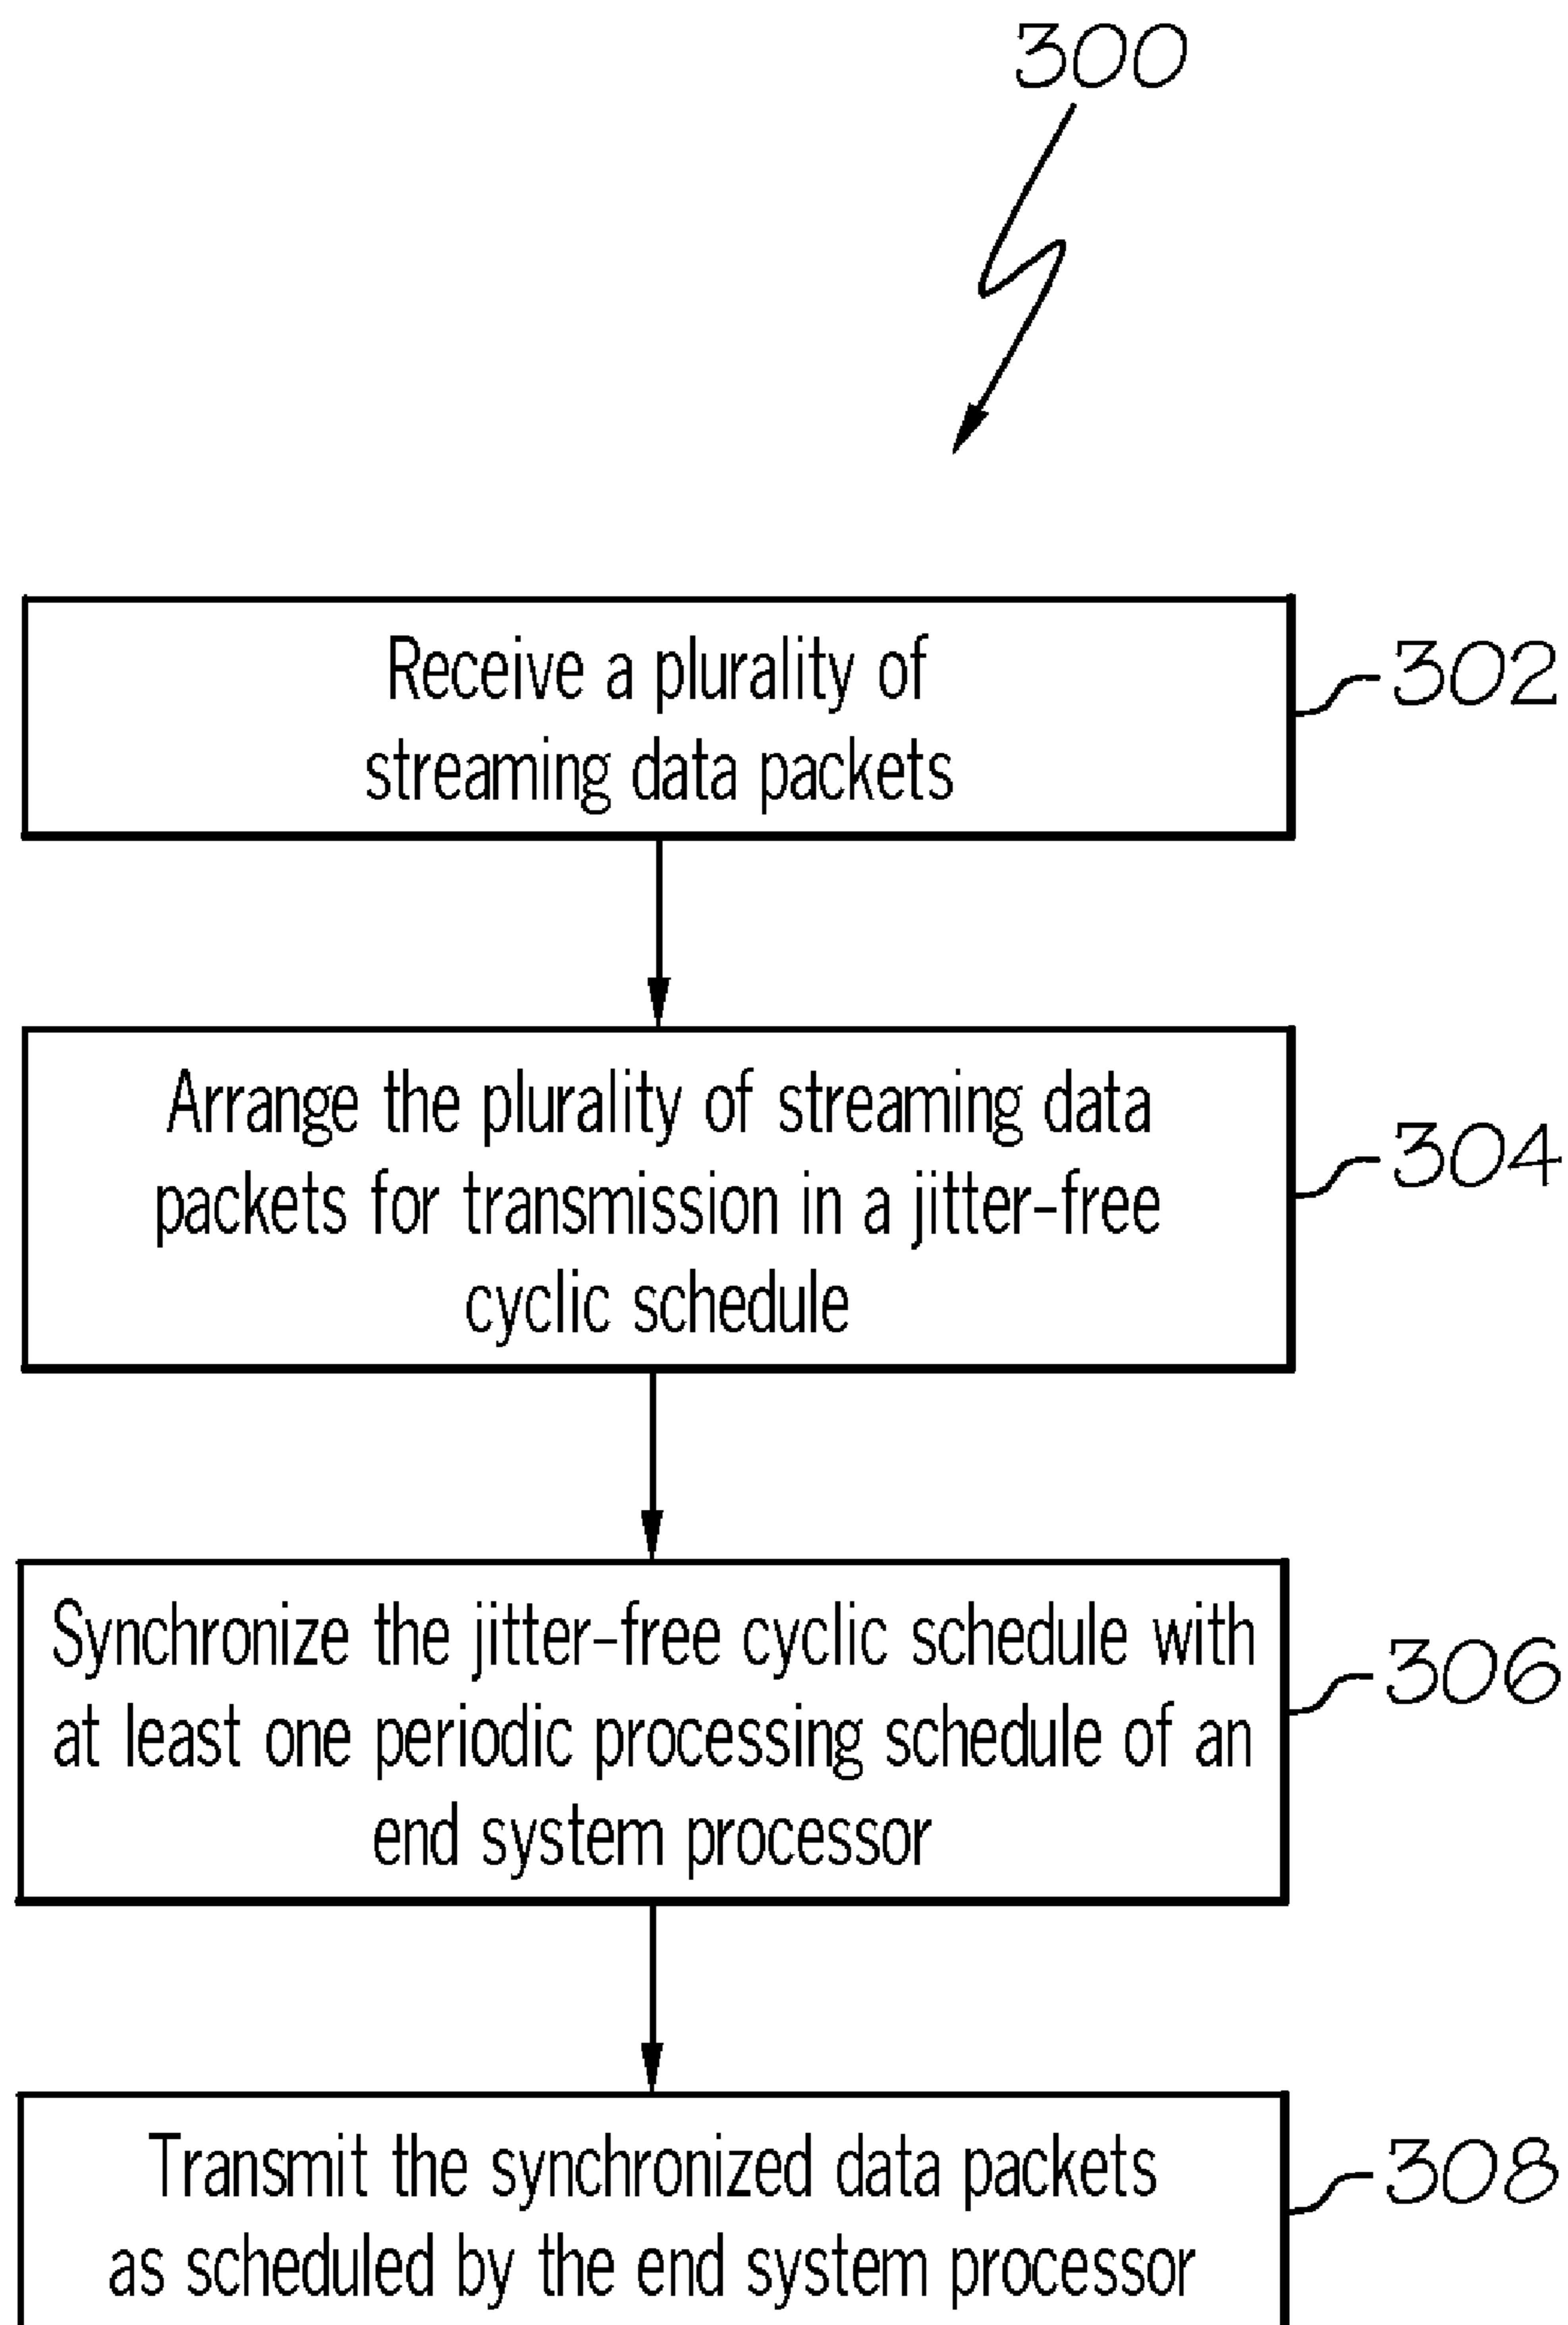 300
Receive a plurality of
streaming data packets
302
Arrange the plurality of streaming data
packets for transmission in a jitter-free
cyclic schedule
304
Synchronize the jitter-free cyclic schedule with
at least one periodic processing schedule of an
end system processor
306
Transmit the synchronized data packets
as scheduled by the end system processor
308